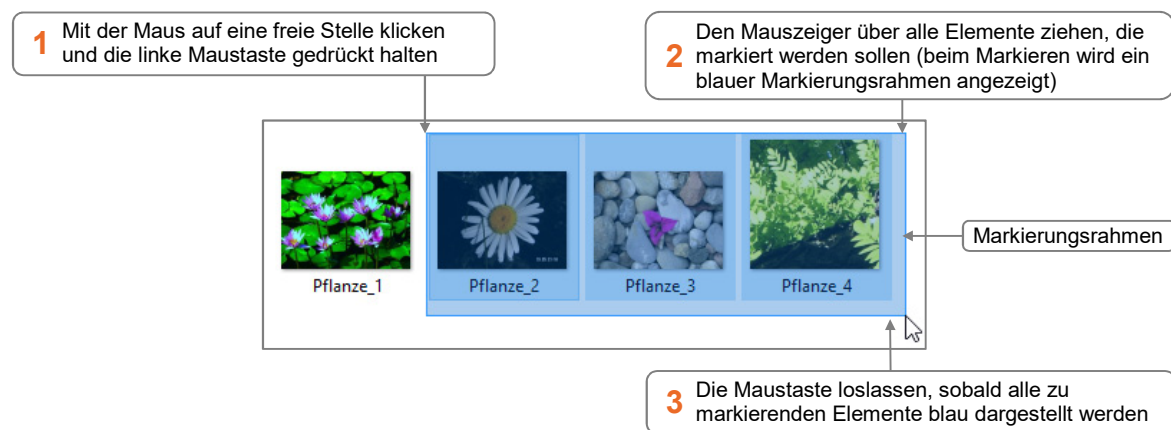 1 Mit der Maus auf eine freie Stelle klicken
und die linke Maustaste gedrückt halten
2 Den Mauszeiger über alle Elemente ziehen, die
markiert werden sollen (beim Markieren wird ein
blauer Markierungsrahmen angezeigt)
Pflanze_1
Pflanze_2
Pflanze_3
Pflanze_4
Markierungsrahmen
3 Die Maustaste loslassen, sobald alle zu
markierenden Elemente blau dargestellt werden